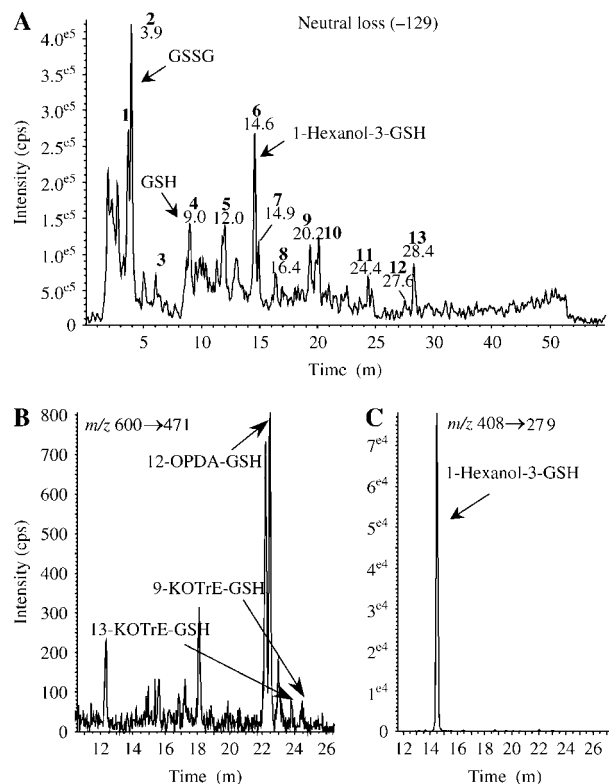 A
Neutral loss (−129)
2
3.9
GSSG
1
6
14.6
1-Hexanol-3-GSH
GSH
4
9.0
5
12.0
7
14.9
3
8
16.4
9
20.2
10
11
24.4
12
27.6
13
28.4
Intensity (cps)
4.0e5
3.5e5
3.0e5
2.5e5
2.0e5
1.5e5
1.0e5
5.0e5
0
5 10 15 20 25 30 40 50
Time (m)
B
m/z 600→471
12-OPDA-GSH
9-KOTrE-GSH
13-KOTrE-GSH
Intensity (cps)
800
700
600
500
400
300
200
100
0
12 14 16 18 20 22 24 26
Time (m)
C
m/z 408→279
1-Hexanol-3-GSH
7e4
6e4
5e4
4e4
3e4
2e4
1e4
0
12 14 16 18 20 22 24 26
Time (m)